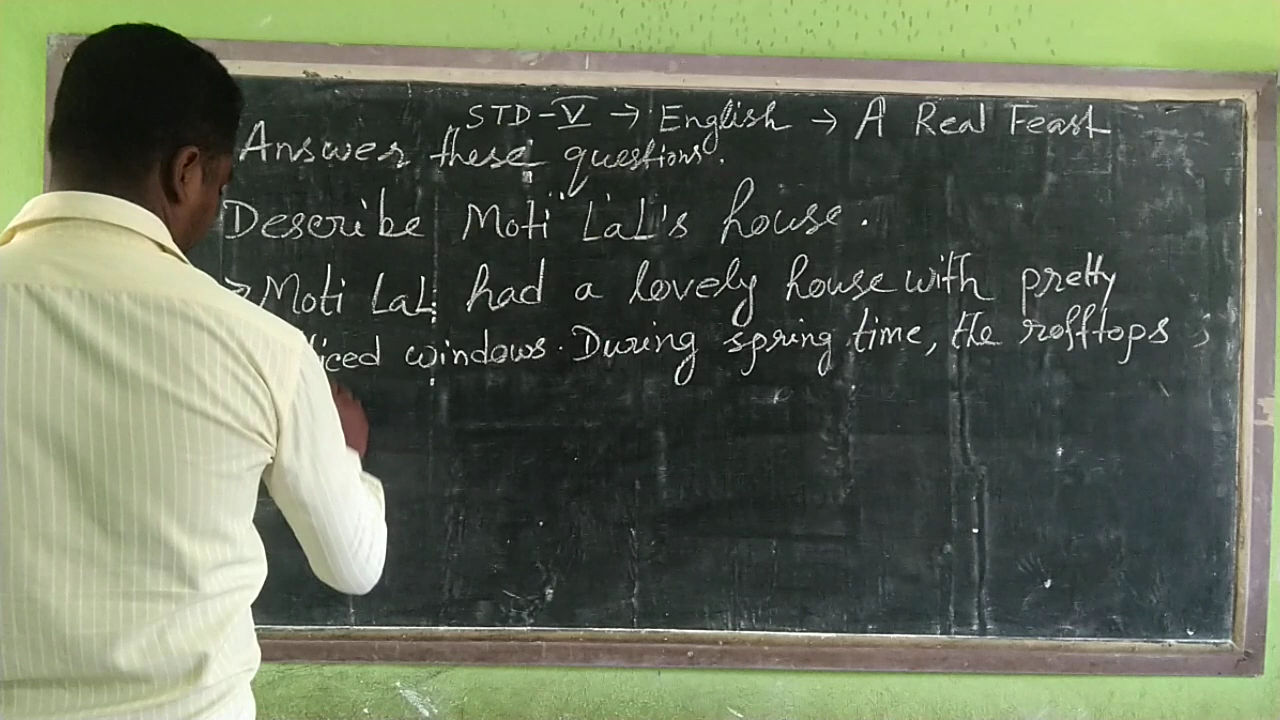 STD-V → English → A Real Feast
Answer these questions.
Describe Moti LaL's house.
→ Moti LaL had a lovely house with pretty
windows. During spring time, the rofftops